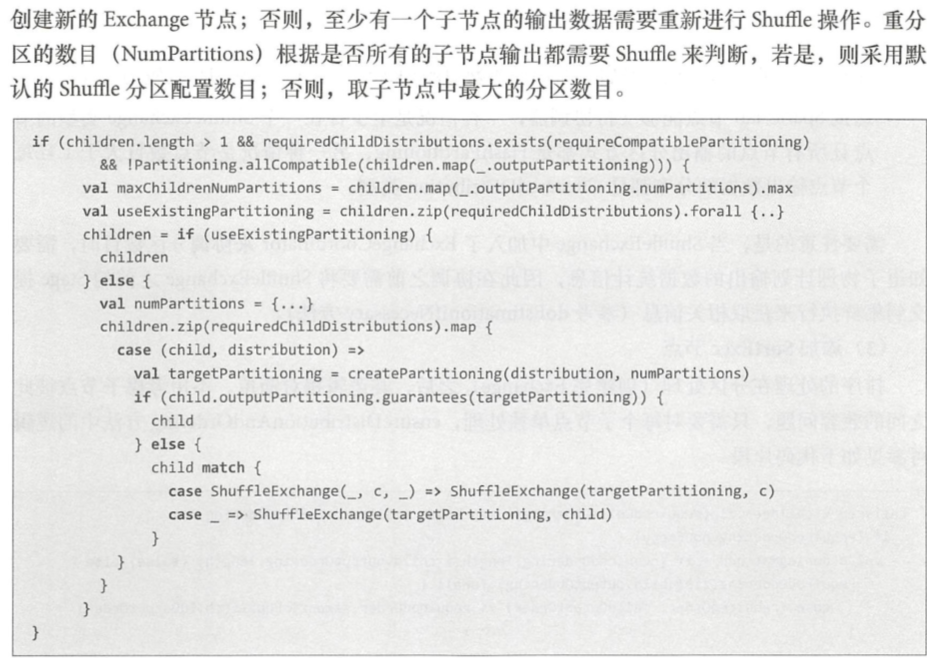 创建新的 Exchange 节点；否则，至少有一个子节点的输出数据需要重新进行 Shuffle 操作。重分
区的数目（NumPartitions）根据是否所有的子节点输出都需要 Shuffle 来判断，若是，则采用默
认的 Shuffle 分区配置数目；否则，取子节点中最大的分区数目。
if (children.length > 1 && requiredChildDistributions.exists(requireCompatiblePartitioning)
    && !Partitioning.allCompatible(children.map(_.outputPartitioning))) {
  val maxChildrenNumPartitions = children.map(_.outputPartitioning.numPartitions).max
  val useExistingPartitioning = children.zip(requiredChildDistributions).forall {..}
  children = if (useExistingPartitioning) {
    children
  } else {
    val numPartitions = {...}
    children.zip(requiredChildDistributions).map {
      case (child, distribution) =>
        val targetPartitioning = createPartitioning(distribution, numPartitions)
        if (child.outputPartitioning.guarantees(targetPartitioning)) {
          child
        } else {
          child match {
            case ShuffleExchange(_, c, _) => ShuffleExchange(targetPartitioning, c)
            case _ => ShuffleExchange(targetPartitioning, child)
          }
        }
      }
    }
}